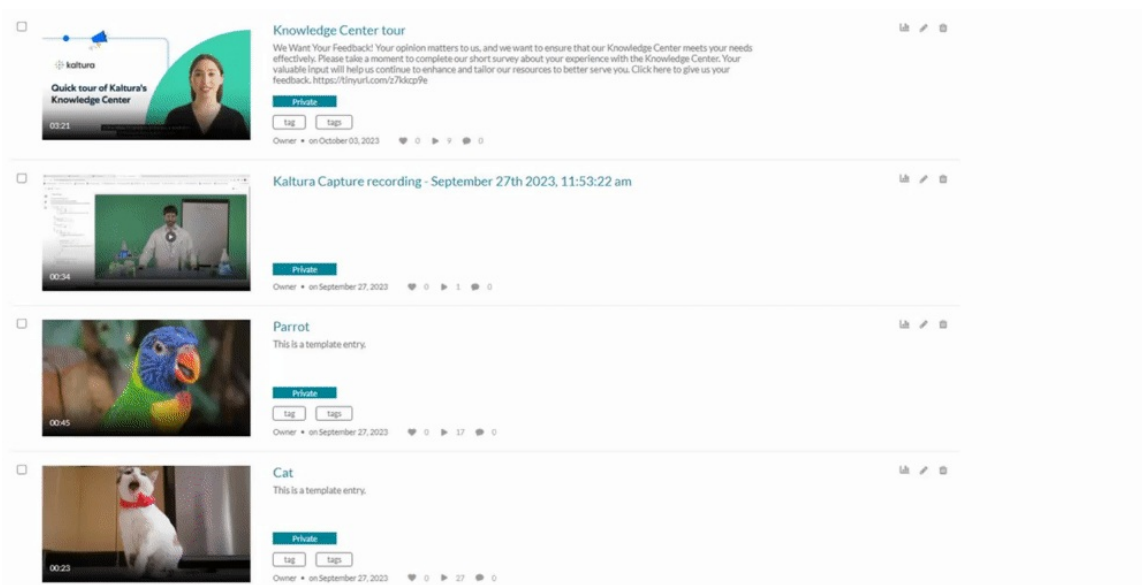 Knowledge Center tour
We Want Your Feedback! Your opinion matters to us, and we want to ensure that our Knowledge Center meets your needs
effectively. Please take a moment to complete our short survey about your experience with the Knowledge Center. Your
valuable input will help us continue to enhance and tailor our resources to better serve you. Click here to give us your
feedback. https://tinyurl.com/z7kkcp9e
kaltura
Quick tour of Kaltura's
Knowledge Center
03:21
Private
tag tags
Owner • on October 03, 2023 0 9 0
Kaltura Capture recording - September 27th 2023, 11:53:22 am
00:34
Private
Owner • on September 27, 2023 0 1 0
Parrot
This is a template entry.
00:45
Private
tag tags
Owner • on September 27, 2023 0 17 0
Cat
This is a template entry.
00:23
Private
tag tags
Owner • on September 27, 2023 0 27 0